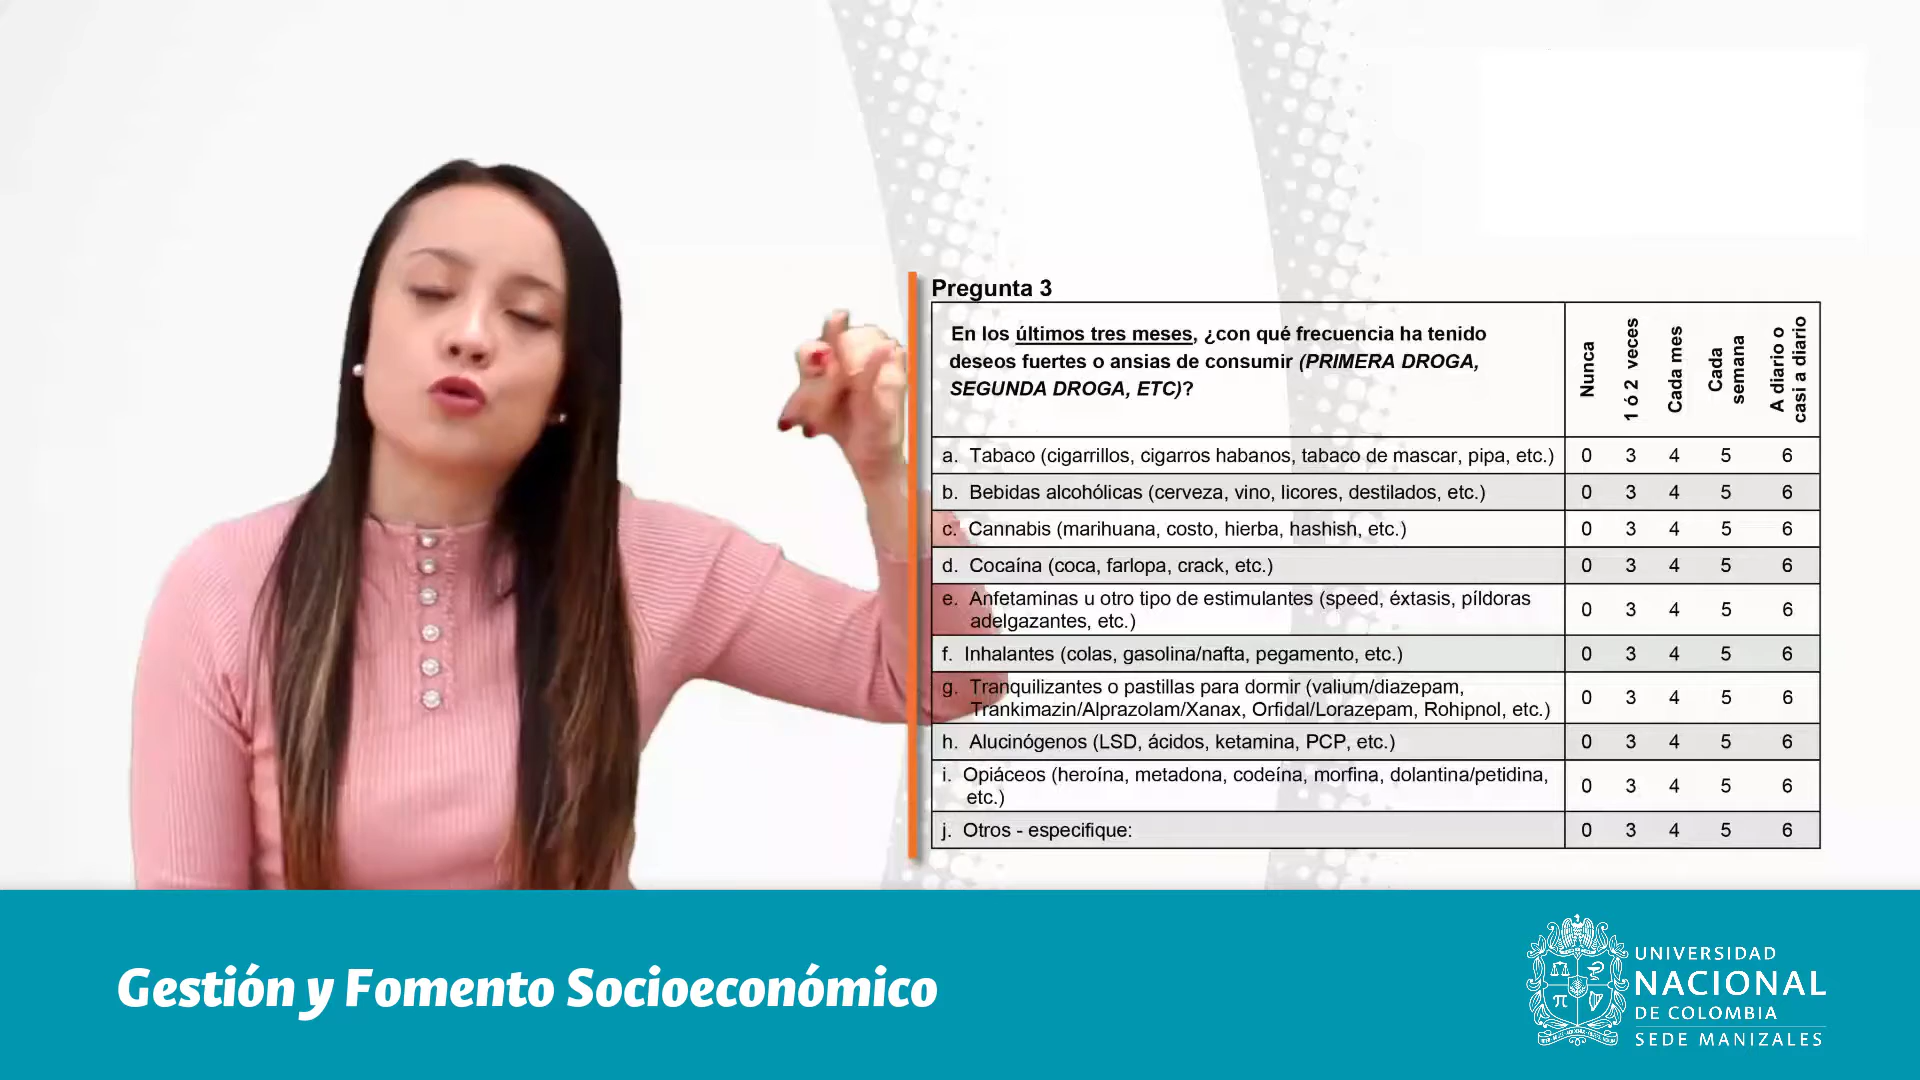 Pregunta 3
En los últimos tres meses, ¿con qué frecuencia ha tenido
deseos fuertes o ansias de consumir (PRIMERA DROGA,
SEGUNDA DROGA, ETC)?
Nunca
1 ó 2 veces
Cada mes
Cada
semana
A diario o
casi a diario
a. Tabaco (cigarrillos, cigarros habanos, tabaco de mascar, pipa, etc.) 0 3 4 5 6
b. Bebidas alcohólicas (cerveza, vino, licores, destilados, etc.) 0 3 4 5 6
c. Cannabis (marihuana, costo, hierba, hashish, etc.) 0 3 4 5 6
d. Cocaína (coca, farlopa, crack, etc.) 0 3 4 5 6
e. Anfetaminas u otro tipo de estimulantes (speed, éxtasis, píldoras
adelgazantes, etc.) 0 3 4 5 6
f. Inhalantes (colas, gasolina/nafta, pegamento, etc.) 0 3 4 5 6
g. Tranquilizantes o pastillas para dormir (valium/diazepam,
Trankimazin/Alprazolam/Xanax, Orfidal/Lorazepam, Rohipnol, etc.) 0 3 4 5 6
h. Alucinógenos (LSD, ácidos, ketamina, PCP, etc.) 0 3 4 5 6
i. Opiáceos (heroína, metadona, codeína, morfina, dolantina/petidina,
etc.) 0 3 4 5 6
j. Otros - especifique: 0 3 4 5 6
Gestión y Fomento Socioeconómico
UNIVERSIDAD
NACIONAL
DE COLOMBIA
SEDE MANIZALES